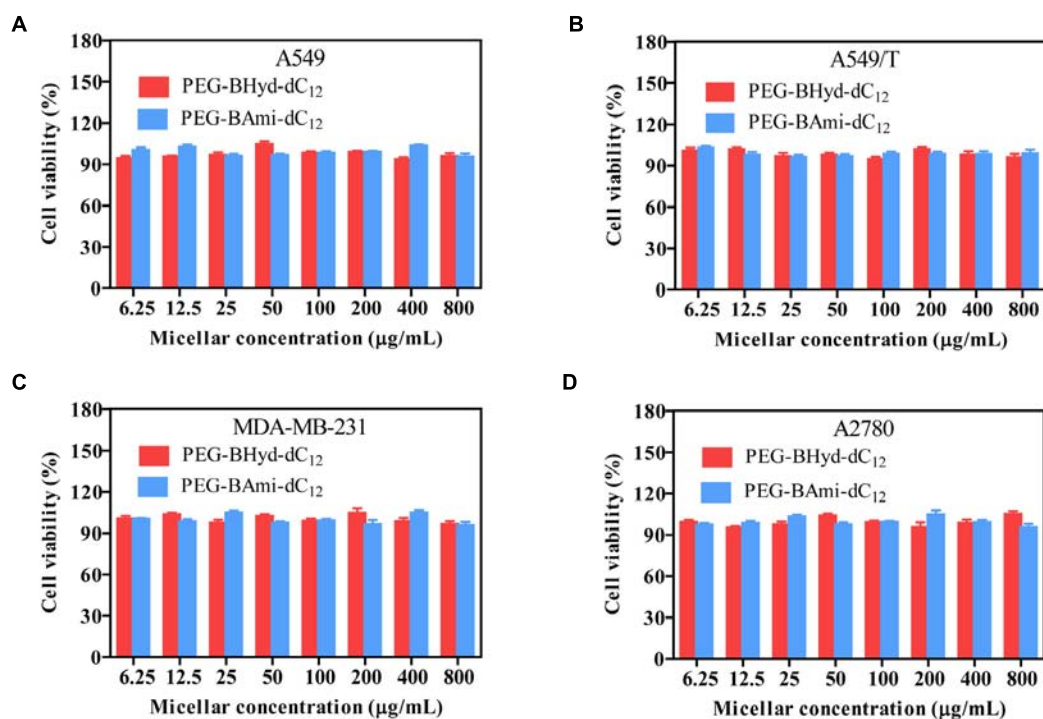 A
A549
PEG-BHyd-dC12
PEG-BAmi-dC12
Cell viability (%)
180
150
120
90
60
30
0
6.25 12.5 25 50 100 200 400 800
Micellar concentration (μg/mL)
B
A549/T
PEG-BHyd-dC12
PEG-BAmi-dC12
Cell viability (%)
180
150
120
90
60
30
0
6.25 12.5 25 50 100 200 400 800
Micellar concentration (μg/mL)
C
MDA-MB-231
PEG-BHyd-dC12
PEG-BAmi-dC12
Cell viability (%)
180
150
120
90
60
30
0
6.25 12.5 25 50 100 200 400 800
Micellar concentration (μg/mL)
D
A2780
PEG-BHyd-dC12
PEG-BAmi-dC12
Cell viability (%)
180
150
120
90
60
30
0
6.25 12.5 25 50 100 200 400 800
Micellar concentration (μg/mL)